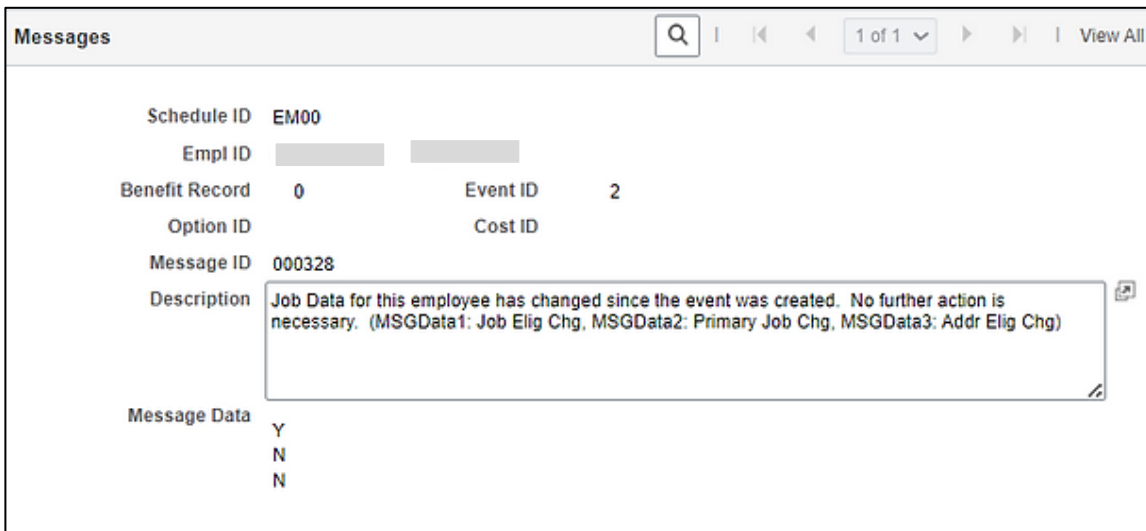 Messages 1 of 1 View All
Schedule ID EM00
Empl ID
Benefit Record 0 Event ID 2
Option ID Cost ID
Message ID 000328
Description Job Data for this employee has changed since the event was created.  No further action is
necessary.  (MSGData1: Job Elig Chg, MSGData2: Primary Job Chg, MSGData3: Addr Elig Chg)
Message Data
Y
N
N